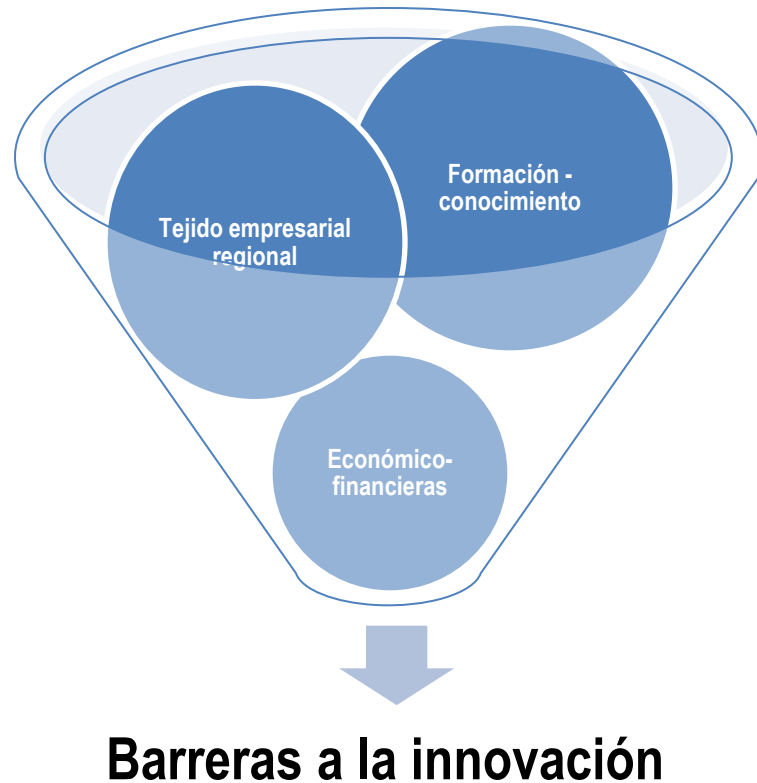 Formación -
conocimiento
Tejido empresarial
regional
Económico-
financieras
Barreras a la innovación